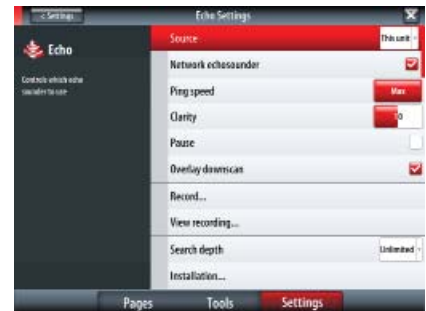 < Settings
Echo Settings
X
Echo
Controls which echo
sounder to use
Source
This unit
Network echosounder
Ping speed
Max
Clarity
Pause
Overlay downscan
Record...
View recording...
Search depth
Unlimited
Installation...
Pages
Tools
Settings